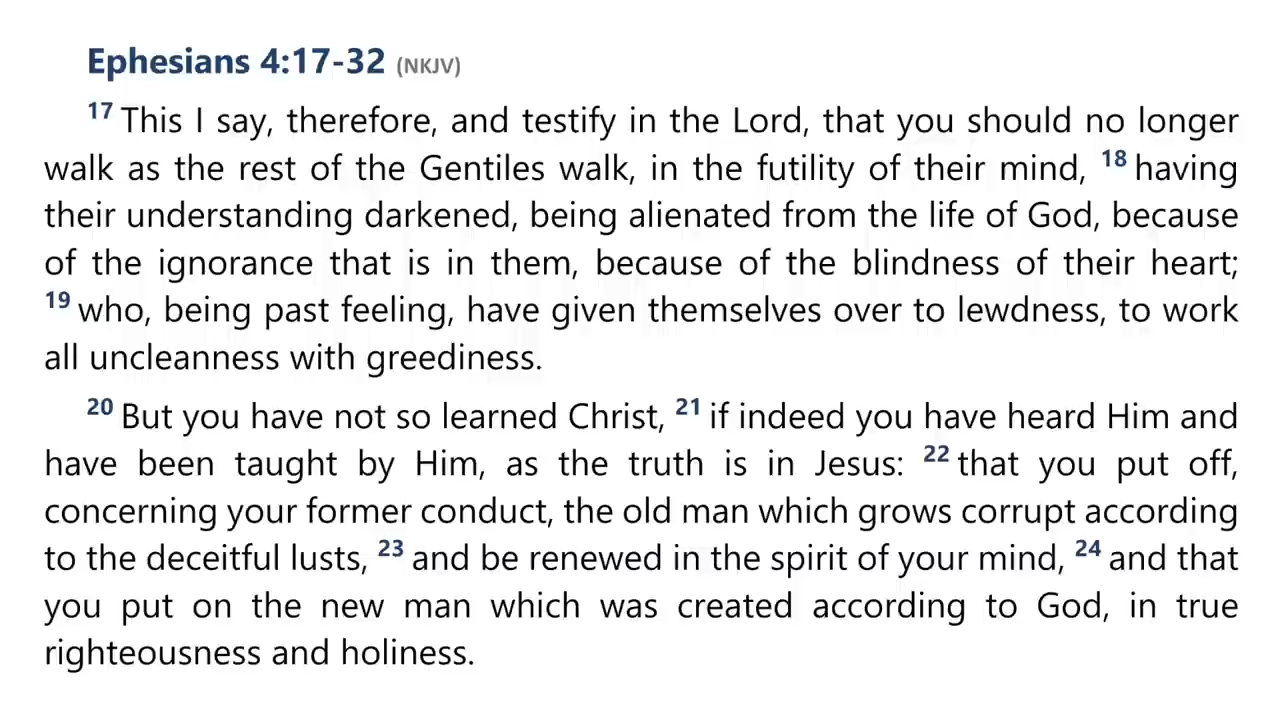 Ephesians 4:17-32 (NKJV)
17 This I say, therefore, and testify in the Lord, that you should no longer
walk as the rest of the Gentiles walk, in the futility of their mind, 18 having
their understanding darkened, being alienated from the life of God, because
of the ignorance that is in them, because of the blindness of their heart;
19 who, being past feeling, have given themselves over to lewdness, to work
all uncleanness with greediness.
20 But you have not so learned Christ, 21 if indeed you have heard Him and
have been taught by Him, as the truth is in Jesus: 22 that you put off,
concerning your former conduct, the old man which grows corrupt according
to the deceitful lusts, 23 and be renewed in the spirit of your mind, 24 and that
you put on the new man which was created according to God, in true
righteousness and holiness.